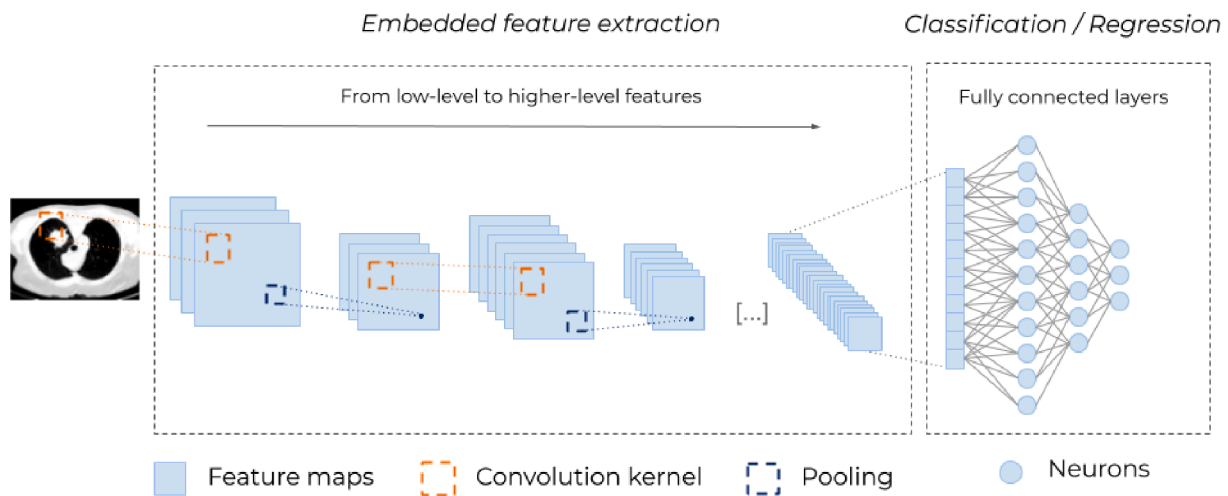 Embedded feature extraction
Classification / Regression
From low-level to higher-level features
Fully connected layers
[...]
Feature maps
Convolution kernel
Pooling
Neurons